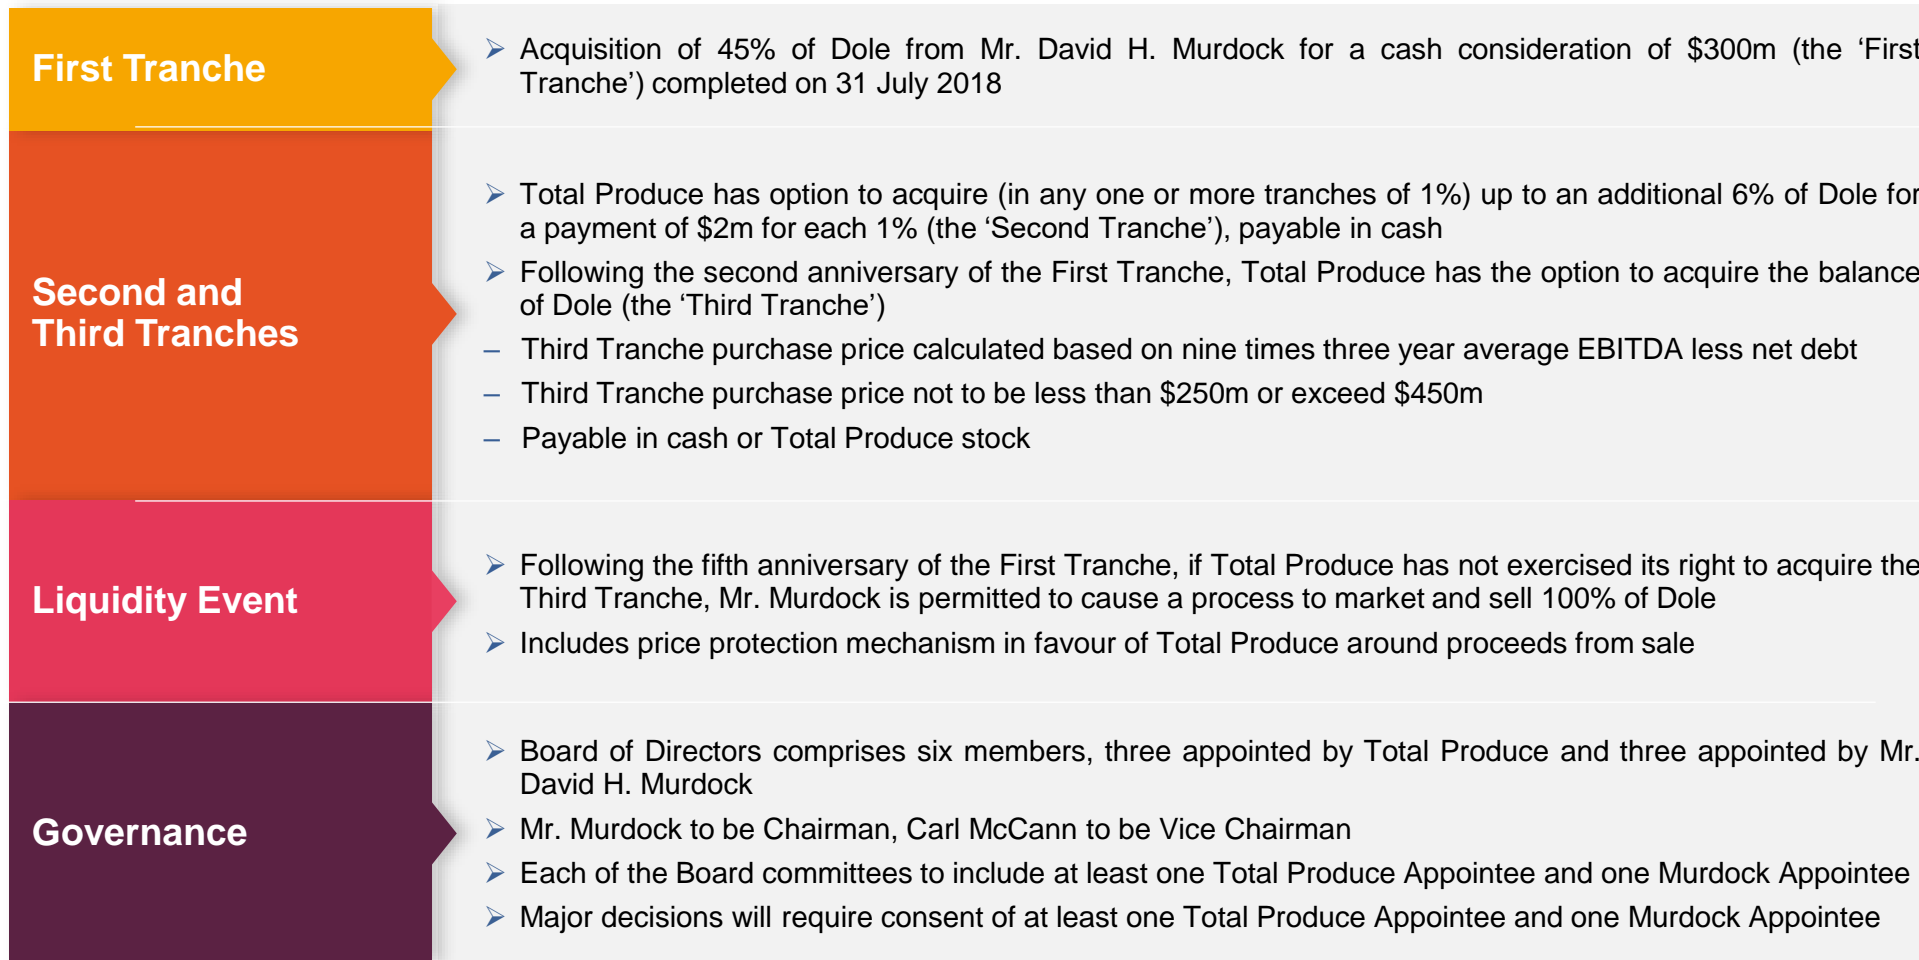 First Tranche
➢ Acquisition of 45% of Dole from Mr. David H. Murdock for a cash consideration of $300m (the ‘First
Tranche’) completed on 31 July 2018
Second and
Third Tranches
➢ Total Produce has option to acquire (in any one or more tranches of 1%) up to an additional 6% of Dole for
a payment of $2m for each 1% (the ‘Second Tranche’), payable in cash
➢ Following the second anniversary of the First Tranche, Total Produce has the option to acquire the balance
of Dole (the ‘Third Tranche’)
– Third Tranche purchase price calculated based on nine times three year average EBITDA less net debt
– Third Tranche purchase price not to be less than $250m or exceed $450m
– Payable in cash or Total Produce stock
Liquidity Event
➢ Following the fifth anniversary of the First Tranche, if Total Produce has not exercised its right to acquire the
Third Tranche, Mr. Murdock is permitted to cause a process to market and sell 100% of Dole
➢ Includes price protection mechanism in favour of Total Produce around proceeds from sale
Governance
➢ Board of Directors comprises six members, three appointed by Total Produce and three appointed by Mr.
David H. Murdock
➢ Mr. Murdock to be Chairman, Carl McCann to be Vice Chairman
➢ Each of the Board committees to include at least one Total Produce Appointee and one Murdock Appointee
➢ Major decisions will require consent of at least one Total Produce Appointee and one Murdock Appointee